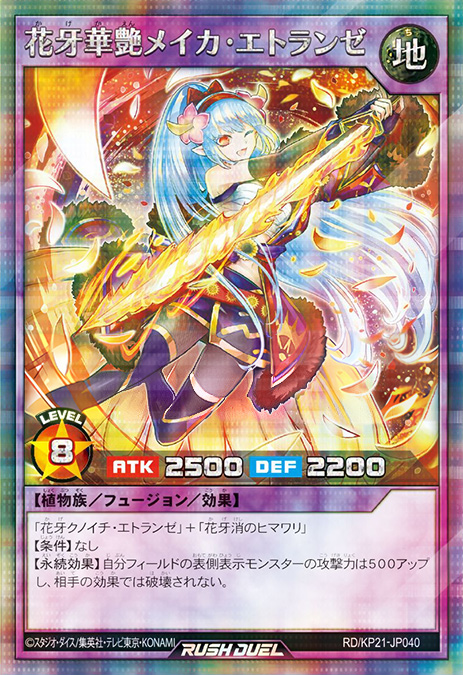 花牙華艶メイカ・エトランゼ
地
LEVEL
8
ATK 2500 DEF 2200
【植物族／フュージョン／効果】
「花牙クノイチ・エトランゼ」＋「花牙消のヒマワリ」
【条件】なし
【永続効果】自分フィールドの表側表示モンスターの攻撃力は500アップ
し、相手の効果では破壊されない。
©スタジオ・ダイス/集英社・テレビ東京・KONAMI
RUSH DUEL
RD/KP21-JP040